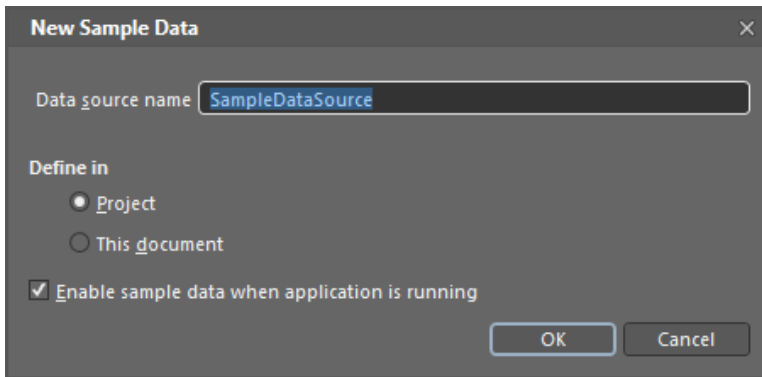 New Sample Data
Data source name SampleDataSource
Define in
Project
This document
Enable sample data when application is running
OK Cancel